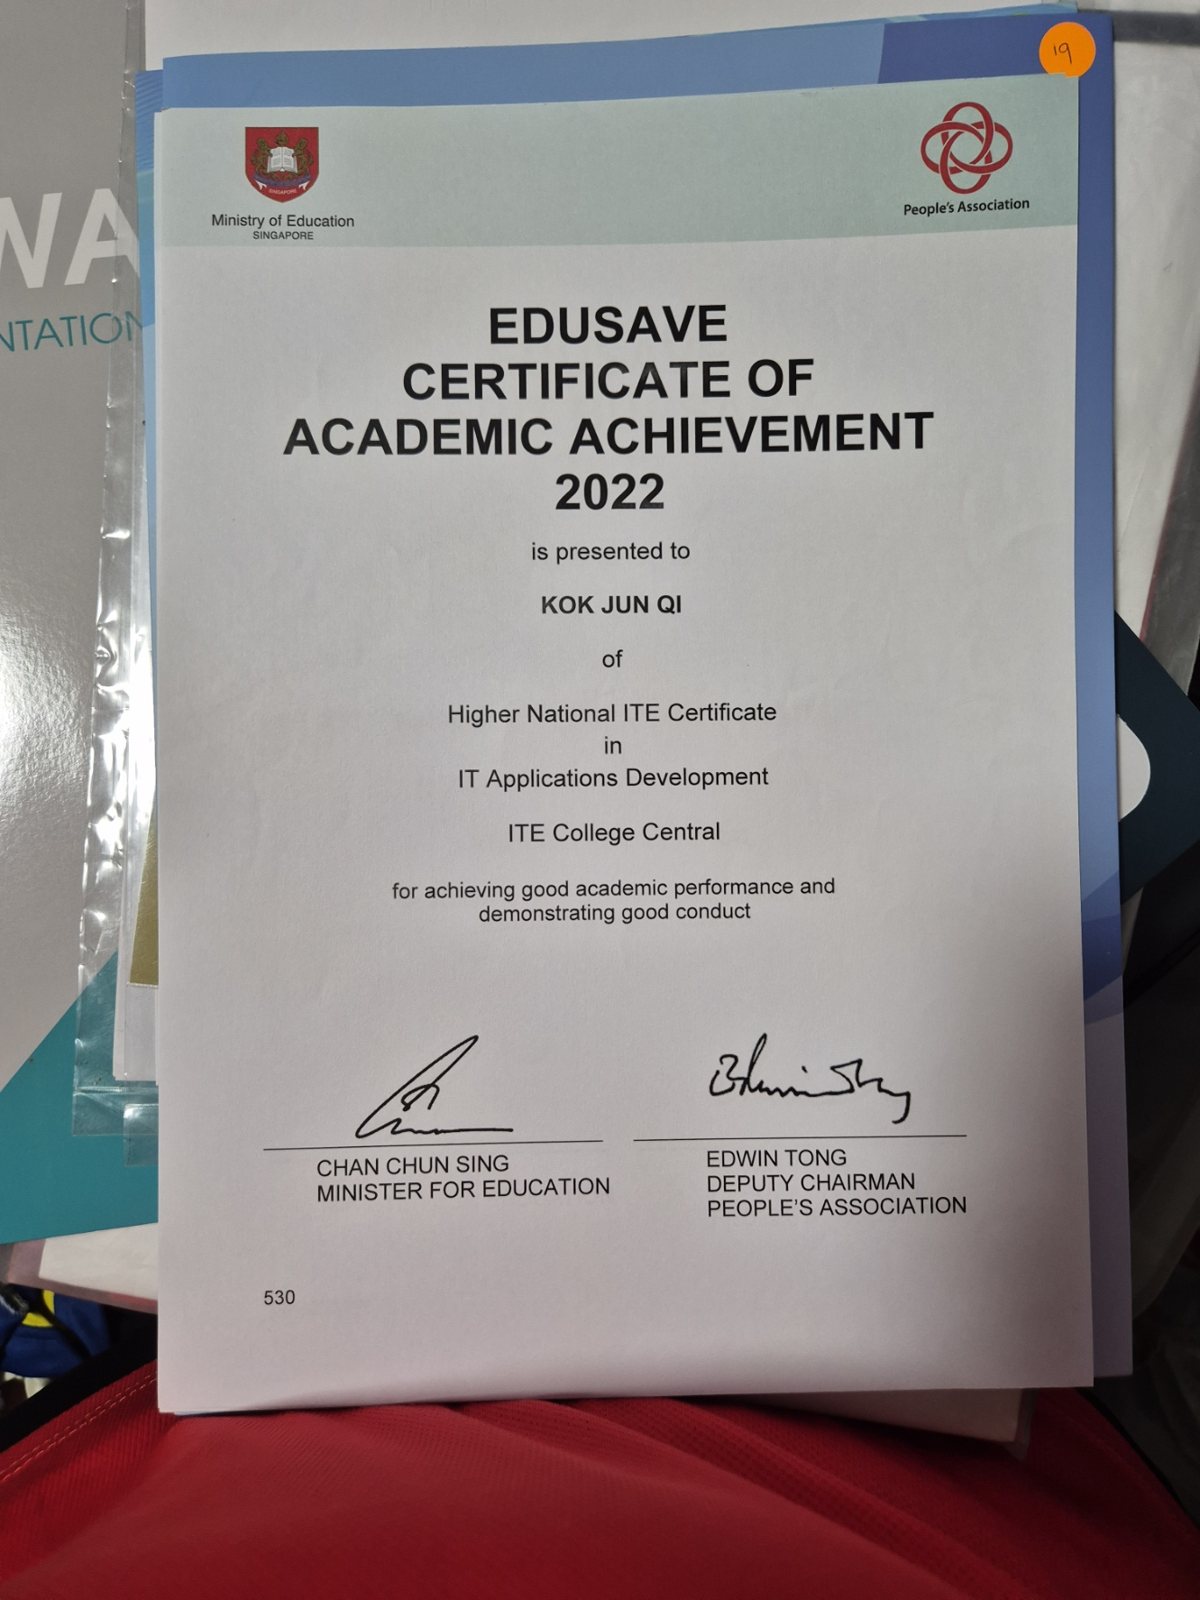 19
WA
NTATION
SINGAPORE
Ministry of Education
SINGAPORE
People's Association
EDUSAVE
CERTIFICATE OF
ACADEMIC ACHIEVEMENT
2022
is presented to
KOK JUN QI
of
Higher National ITE Certificate
in
IT Applications Development
ITE College Central
for achieving good academic performance and
demonstrating good conduct
CHAN CHUN SING
MINISTER FOR EDUCATION
EDWIN TONG
DEPUTY CHAIRMAN
PEOPLE'S ASSOCIATION
530